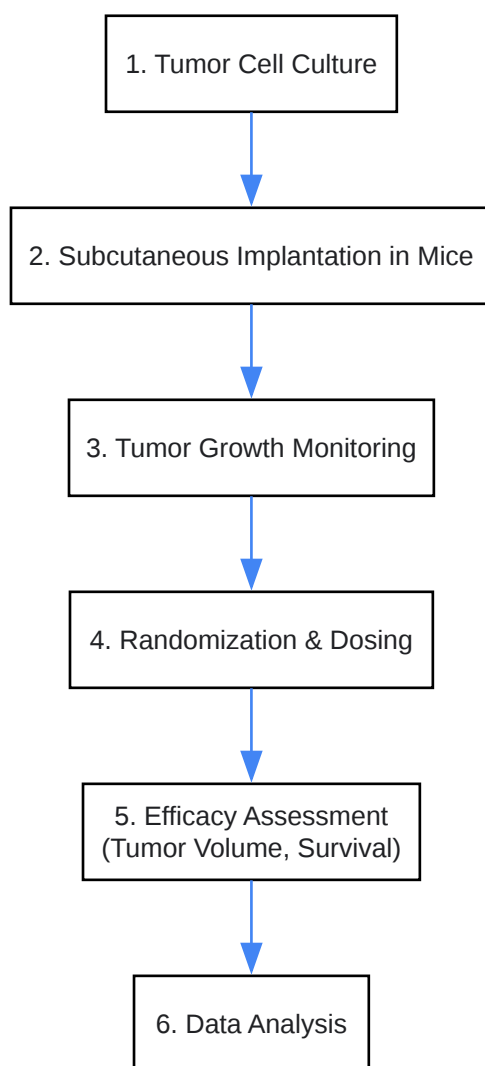 1. Tumor Cell Culture
2. Subcutaneous Implantation in Mice
3. Tumor Growth Monitoring
4. Randomization & Dosing
5. Efficacy Assessment
(Tumor Volume, Survival)
6. Data Analysis